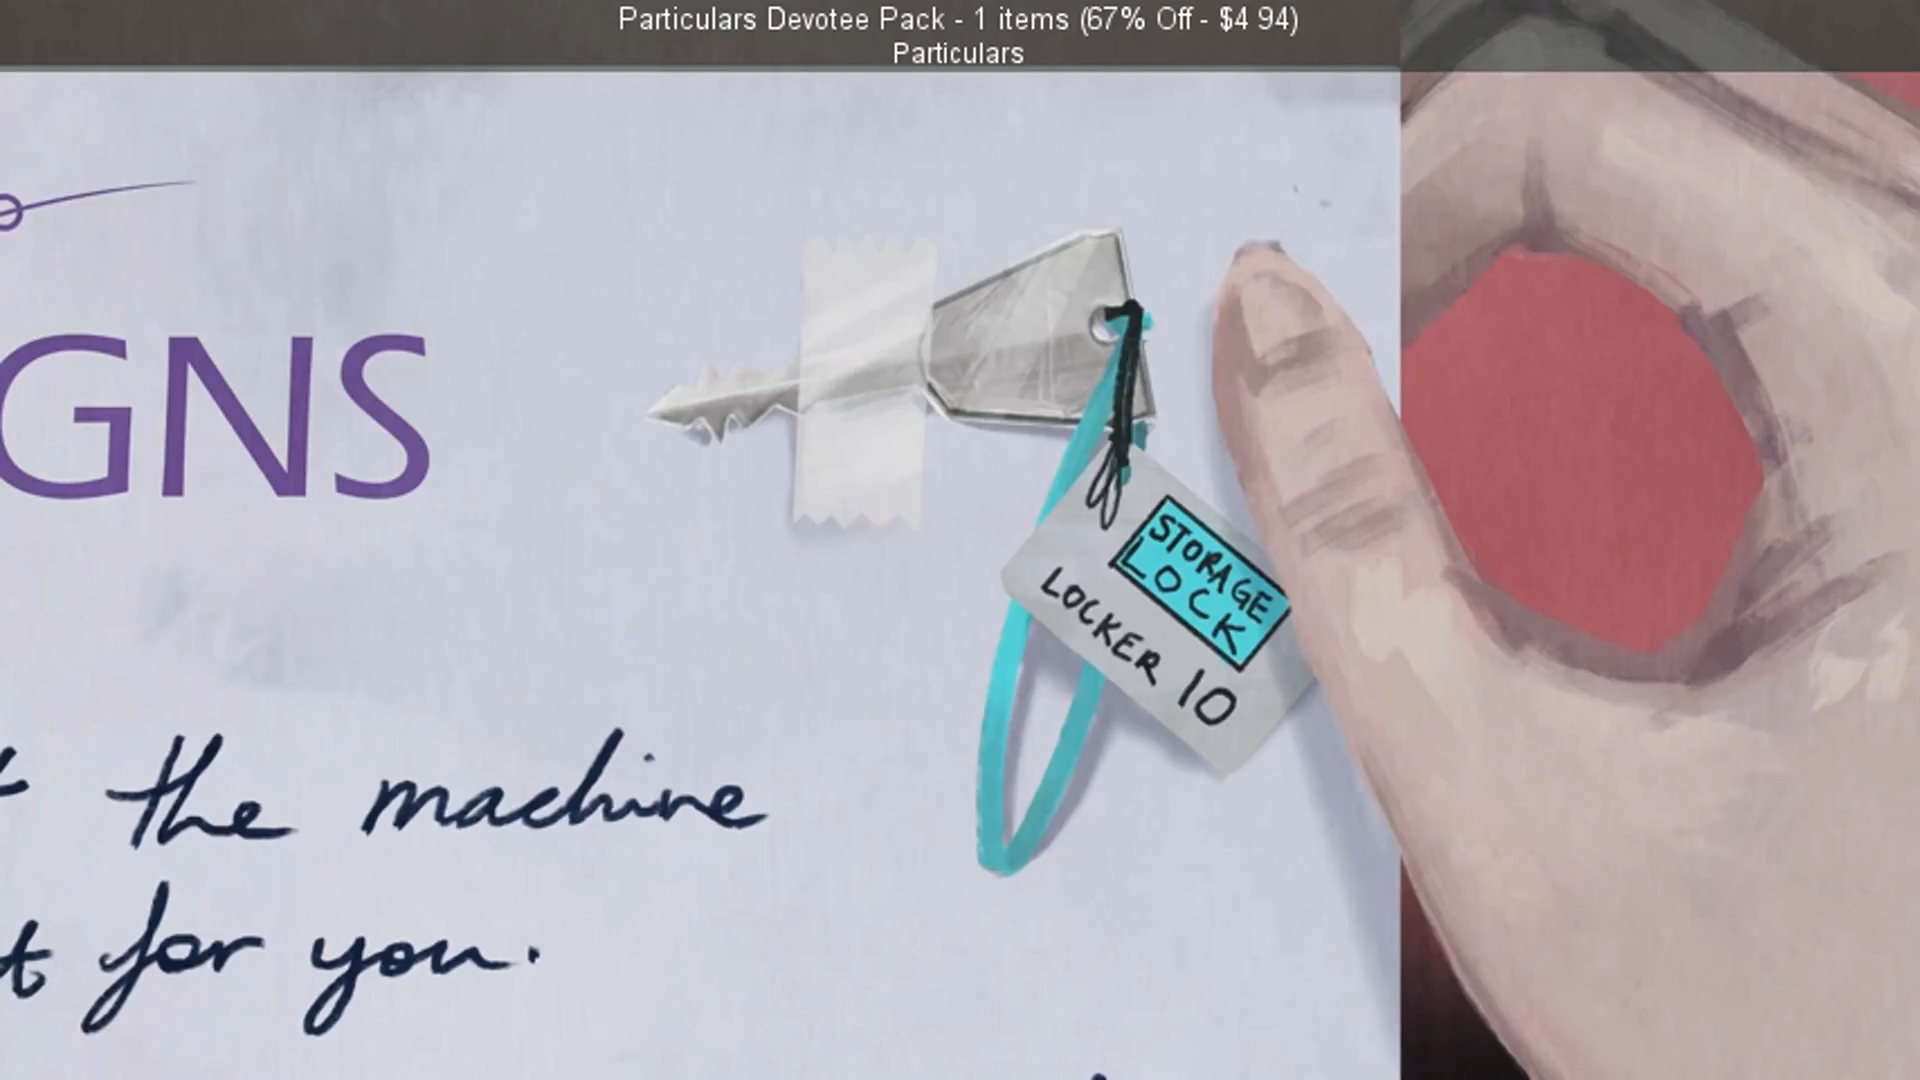 Particulars Devotee Pack - 1 items (67% Off - $4 94)
Particulars
GNS
STORAGE
LOCK
LOCKER 10
the machine
for you.